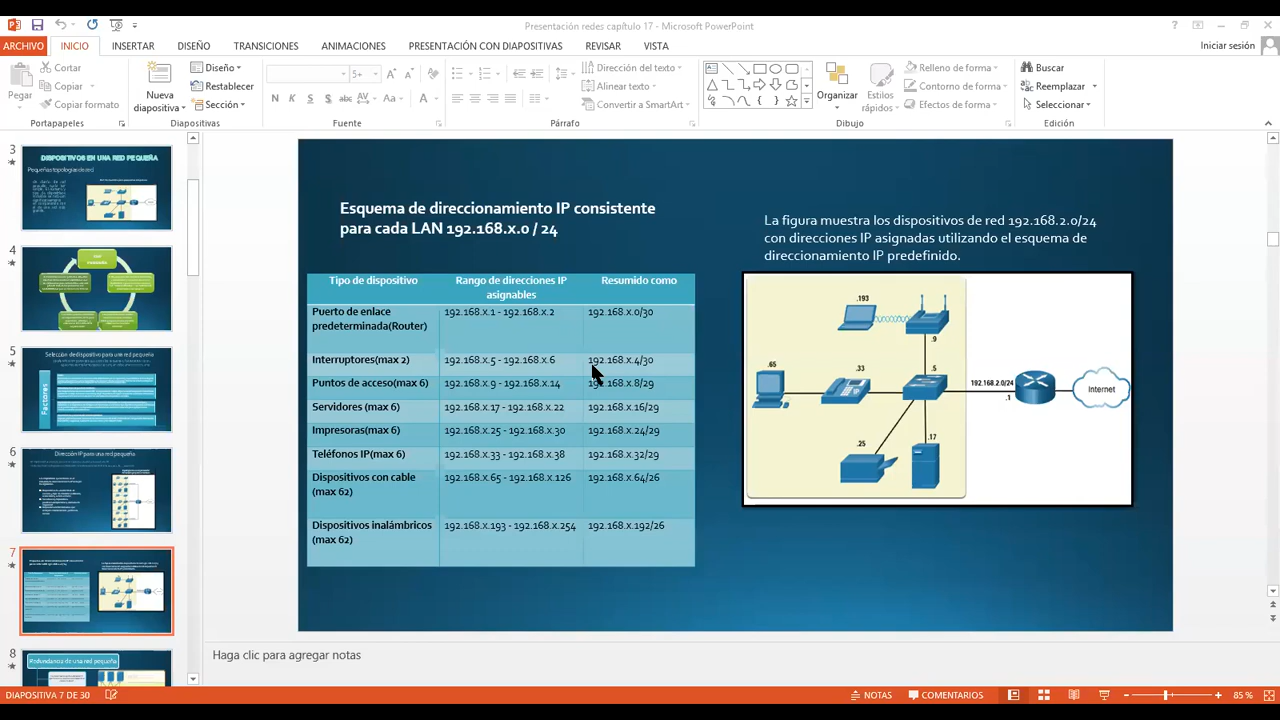 Presentación redes capítulo 17 - Microsoft PowerPoint
ARCHIVO INICIO INSERTAR DISEÑO TRANSICIONES ANIMACIONES PRESENTACIÓN CON DIAPOSITIVAS REVISAR VISTA Iniciar sesión
Pegar
Cortar
Copiar
Copiar formato
Portapapeles
Nueva diapositiva
Diseño
Restablecer
Sección
Diapositivas
5+
Fuente
Dirección del texto
Alinear texto
Convertir a SmartArt
Párrafo
Organizar
Estilos rápidos
Relleno de forma
Contorno de forma
Efectos de forma
Dibujo
Buscar
Reemplazar
Seleccionar
Edición
3
DISPOSITIVOS EN UNA RED PEQUEÑA
4
5
Selección de dispositivo para una red pequeña
Factores
6
Dirección IP para una red pequeña
7
8
Redundancia de una red pequeña
Esquema de direccionamiento IP consistente
para cada LAN 192.168.x.0 / 24
Tipo de dispositivo Rango de direcciones IP asignables Resumido como
Puerto de enlace predeterminada(Router) 192.168.x.1 - 192.168.x.2 192.168.x.0/30
Interruptores(max 2) 192.168.x.5 - 192.168.x.6 192.168.x.4/30
Puntos de acceso(max 6) 192.168.x.9 - 192.168.x.14 192.168.x.8/29
Servidores (max 6) 192.168.x.17 - 192.168.x.22 192.168.x.16/29
Impresoras(max 6) 192.168.x.25 - 192.168.x.30 192.168.x.24/29
Teléfonos IP(max 6) 192.168.x.33 - 192.168.x.38 192.168.x.32/29
Dispositivos con cable (max 62) 192.168.x 65 - 192.168.x.126 192.168.x.64/26
Dispositivos inalámbricos (max 62) 192.168.x.193 - 192.168.x.254 192.168.x.192/26
La figura muestra los dispositivos de red 192.168.2.0/24
con direcciones IP asignadas utilizando el esquema de
direccionamiento IP predefinido.
.193
.9
.65
.33
.5
192.168.2.0/24
.1
Internet
.25
.17
Haga clic para agregar notas
DIAPOSITIVA 7 DE 30 NOTAS COMENTARIOS 85 %